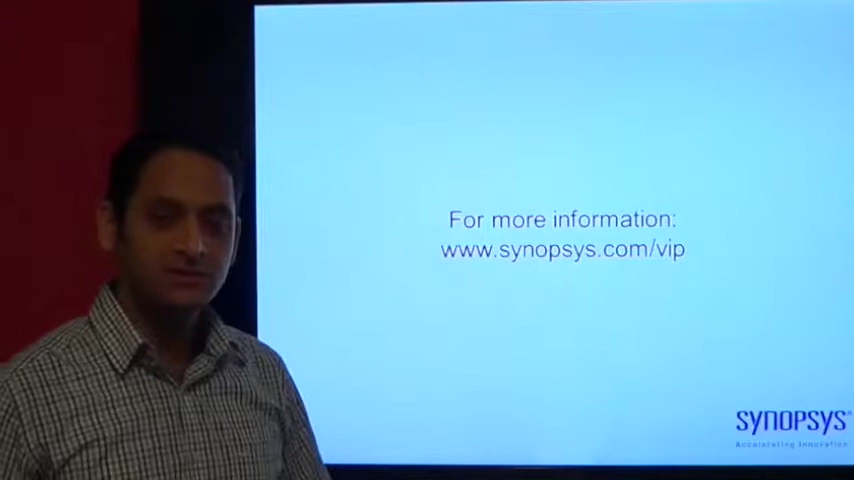 For more information:
www.synopsys.com/vip
SYNOPSYS®
Accelerating Innovation